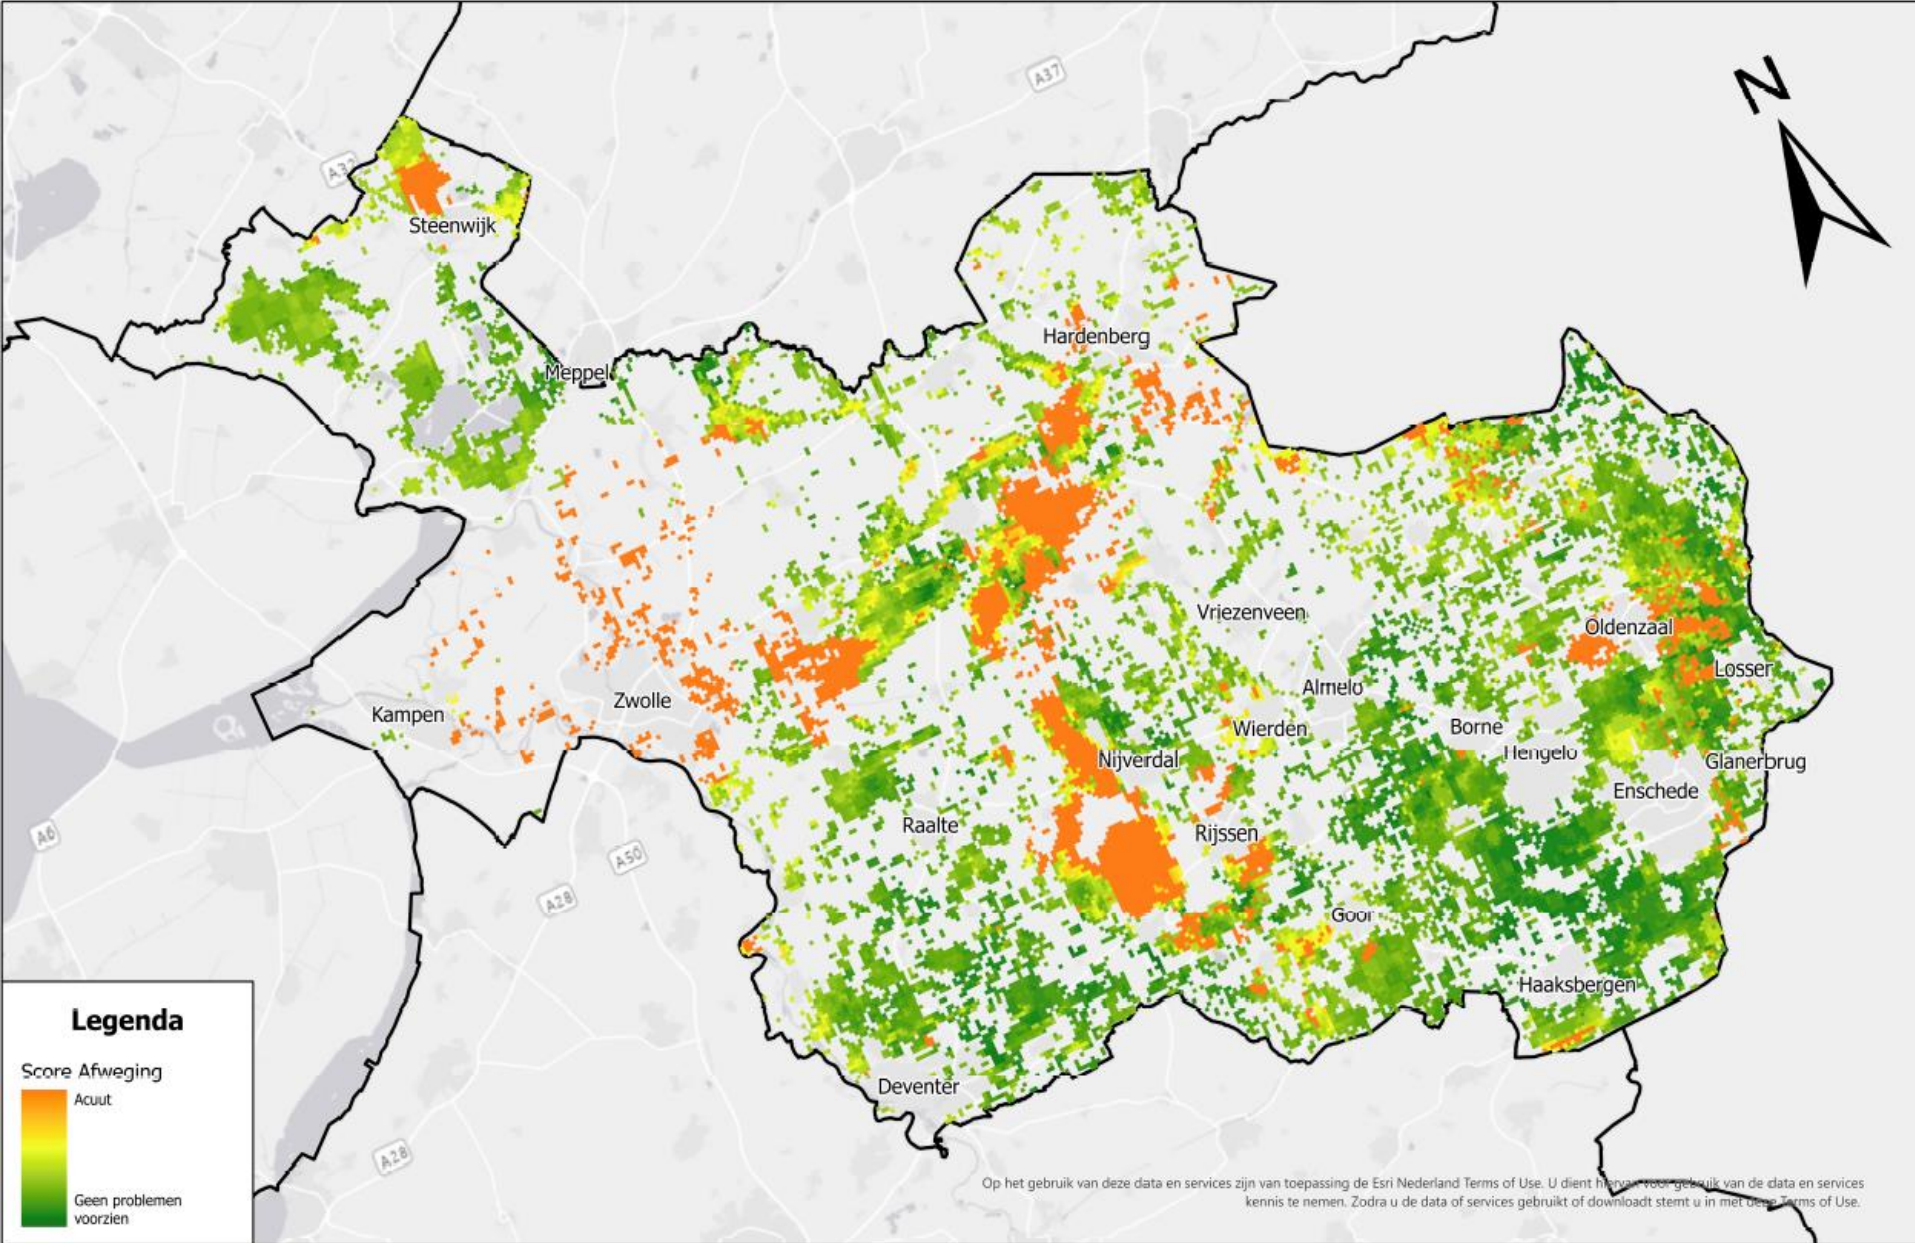 A37
N
A32
Steenwijk
Hardenberg
Meppel
Vriezenveen
Oldenzaal
Losser
Almelo
Zwolle
Kampen
Wierden
Borne
Hengelo
Nijverdal
Glanerbrug
Enschede
Raalte
Rijssen
A6
A50
A28
Goor
Haaksbergen
Deventer
A28
Legenda
Score Afweging
Acuut
Geen problemen
voorzien
Op het gebruik van deze data en services zijn van toepassing de Esri Nederland Terms of Use. U dient hiervan voor gebruik van de data en services
kennis te nemen. Zodra u de data of services gebruikt of downloadt stemt u in met deze Terms of Use.